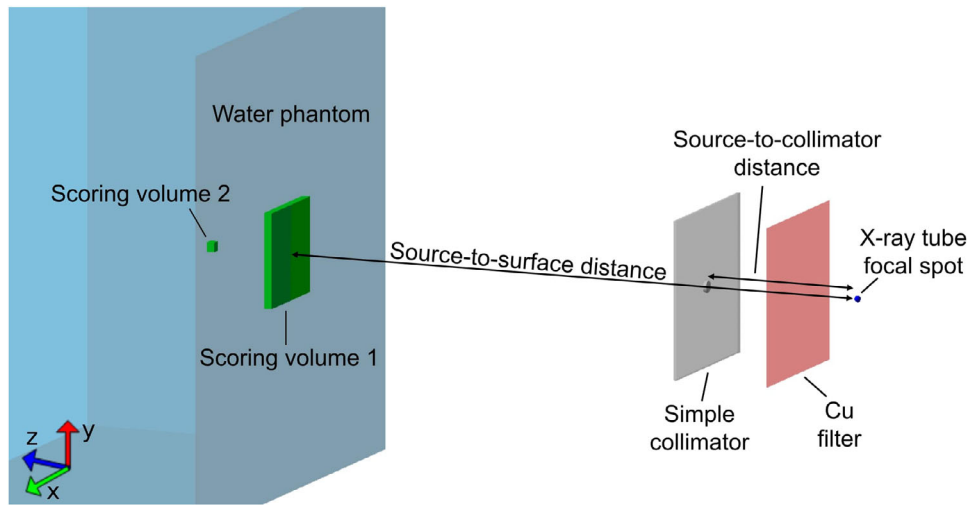 Water phantom
Scoring volume 2
Source-to-collimator
distance
X-ray tube
focal spot
Source-to-surface distance
Scoring volume 1
Simple
collimator
Cu
filter
y
z
x